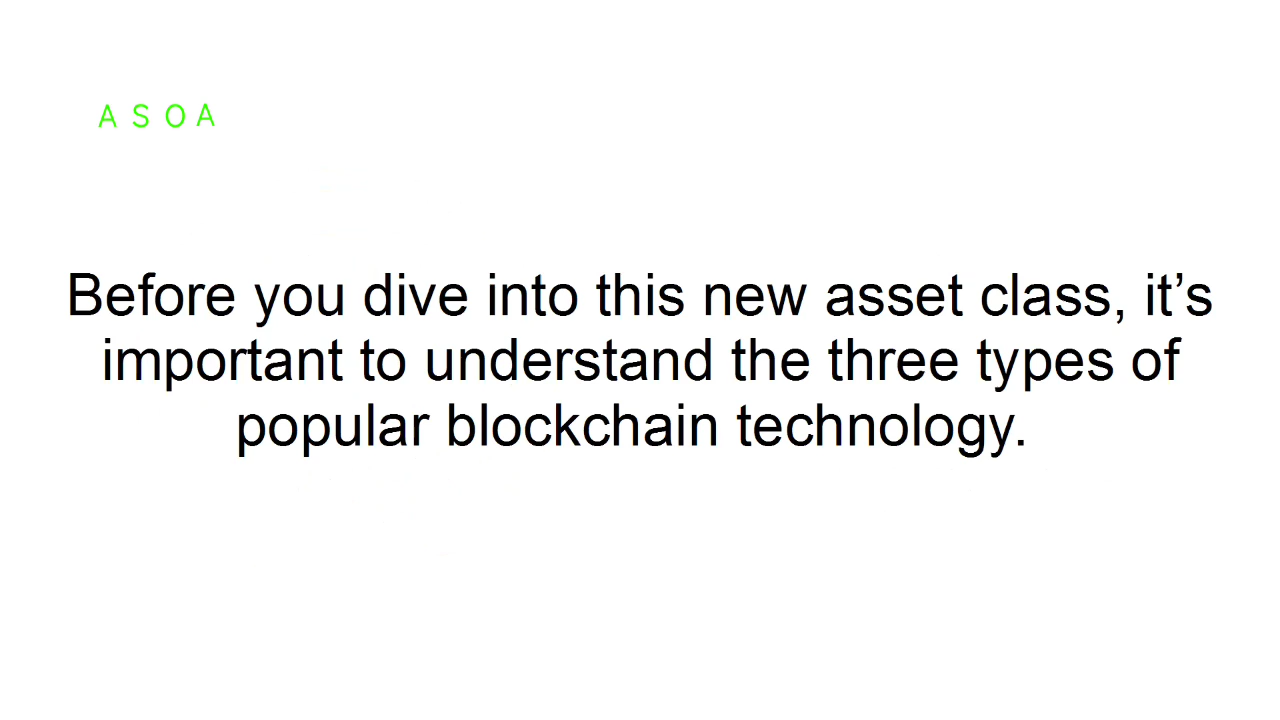 A S O A
Before you dive into this new asset class, it’s
important to understand the three types of
popular blockchain technology.